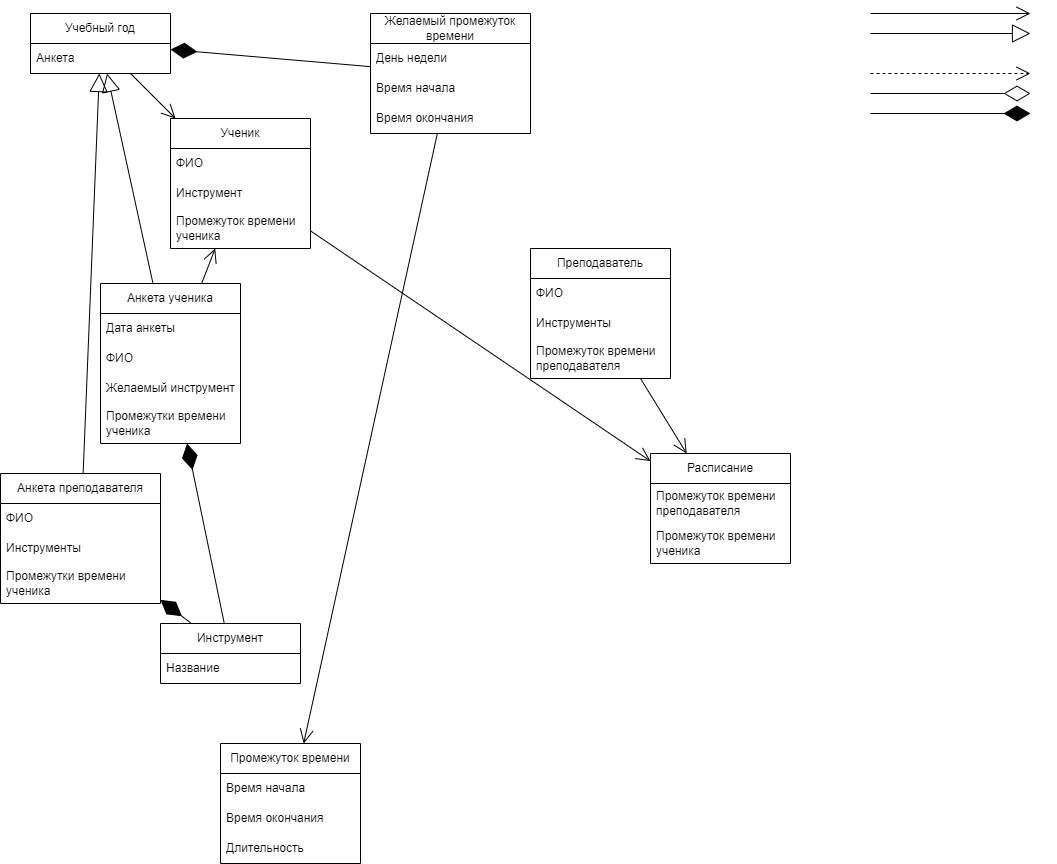 Учебный год
Анкета
Желаемый промежуток
времени
День недели
Время начала
Время окончания
Ученик
ФИО
Инструмент
Промежуток времени
ученика
Преподаватель
ФИО
Инструменты
Промежуток времени
преподавателя
Анкета ученика
Дата анкеты
ФИО
Желаемый инструмент
Промежутки времени
ученика
Расписание
Промежуток времени
преподавателя
Промежуток времени
ученика
Анкета преподавателя
ФИО
Инструменты
Промежутки времени
ученика
Инструмент
Название
Промежуток времени
Время начала
Время окончания
Длительность